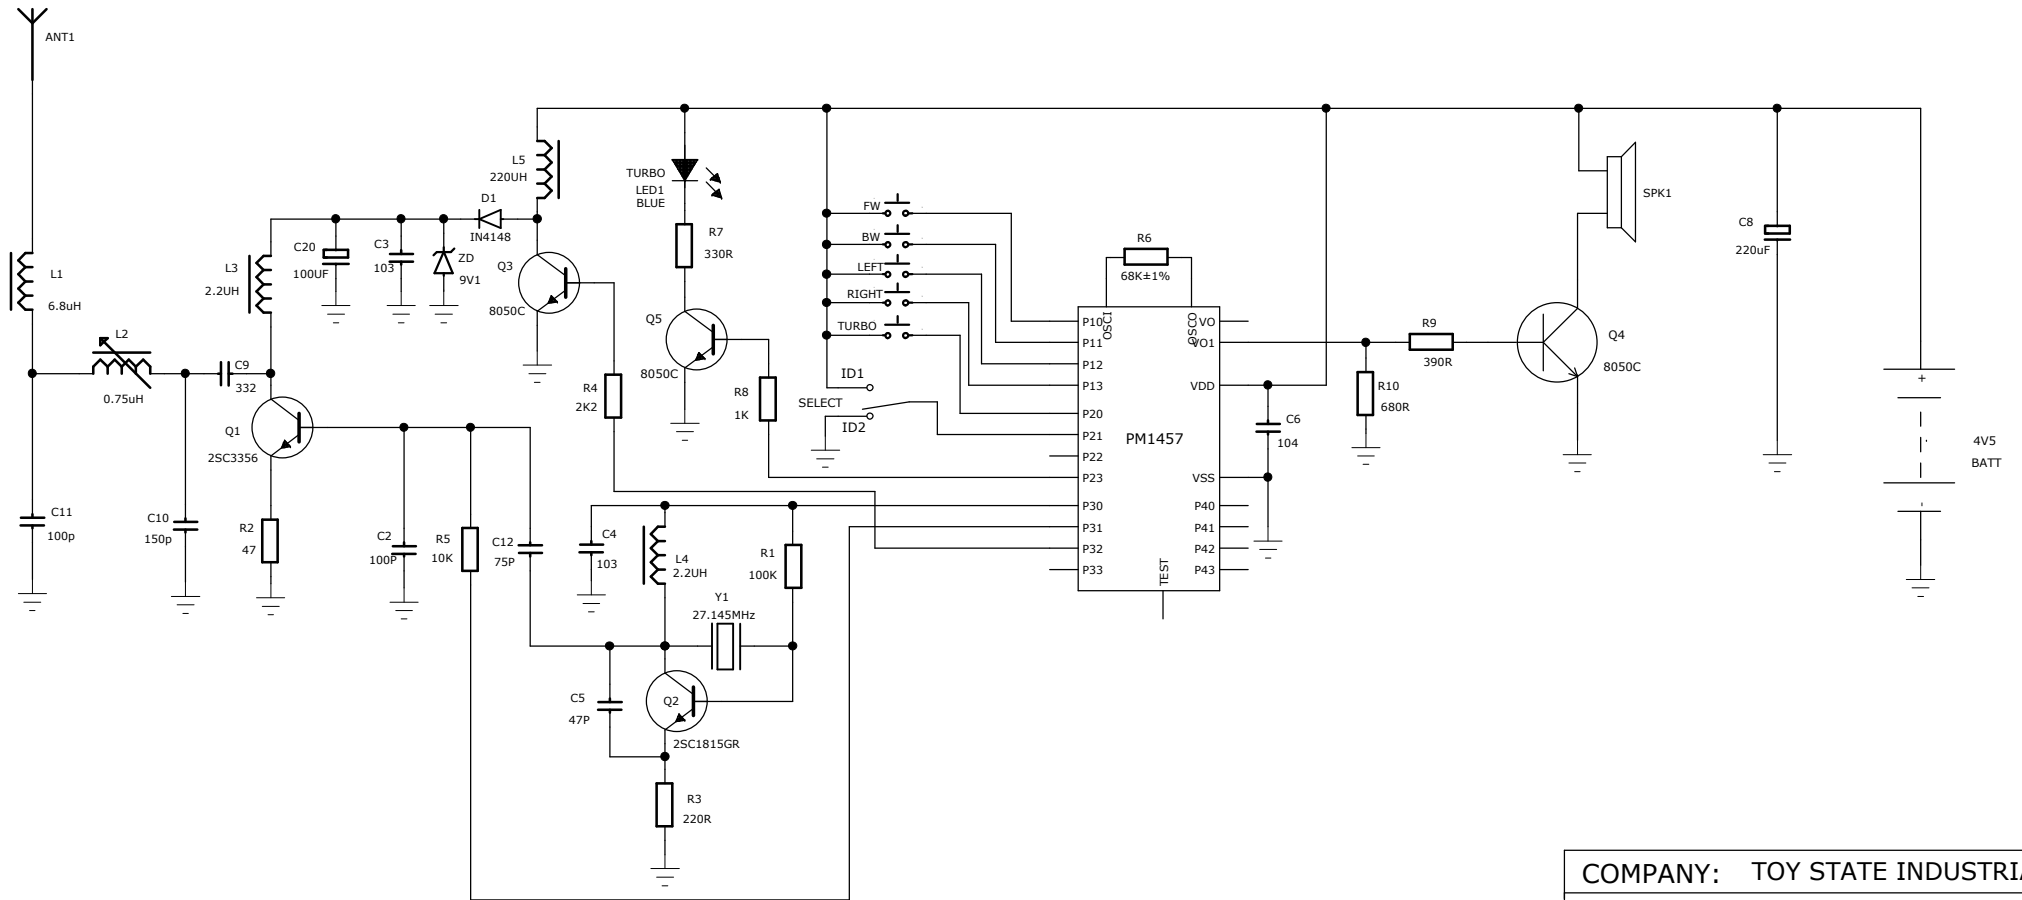 ANT1
L1
6.8uH
L2
0.75uH
C11
100p
C10
150p
C9
332
L3
2.2UH
C20
100UF
C3
103
ZD
9V1
D1
IN4148
L5
220UH
Q3
8050C
Q1
2SC3356
R2
47
C2
100P
R5
10K
C12
75P
TURBO
LED1
BLUE
R7
330R
Q5
8050C
R4
2K2
R8
1K
FW
BW
LEFT
RIGHT
TURBO
ID1
SELECT
ID2
C4
103
L4
2.2UH
R1
100K
Y1
27.145MHz
C5
47P
Q2
2SC1815GR
R3
220R
R6
68K±1%
OSCI
OSCO
P10
P11
P12
P13
P20
P21
P22
P23
P30
P31
P32
P33
PM1457
VO
VO1
VDD
VSS
P40
P41
P42
P43
TEST
C6
104
R10
680R
R9
390R
Q4
8050C
SPK1
C8
220uF
+
4V5
BATT
COMPANY: TOY STATE INDUSTRIA